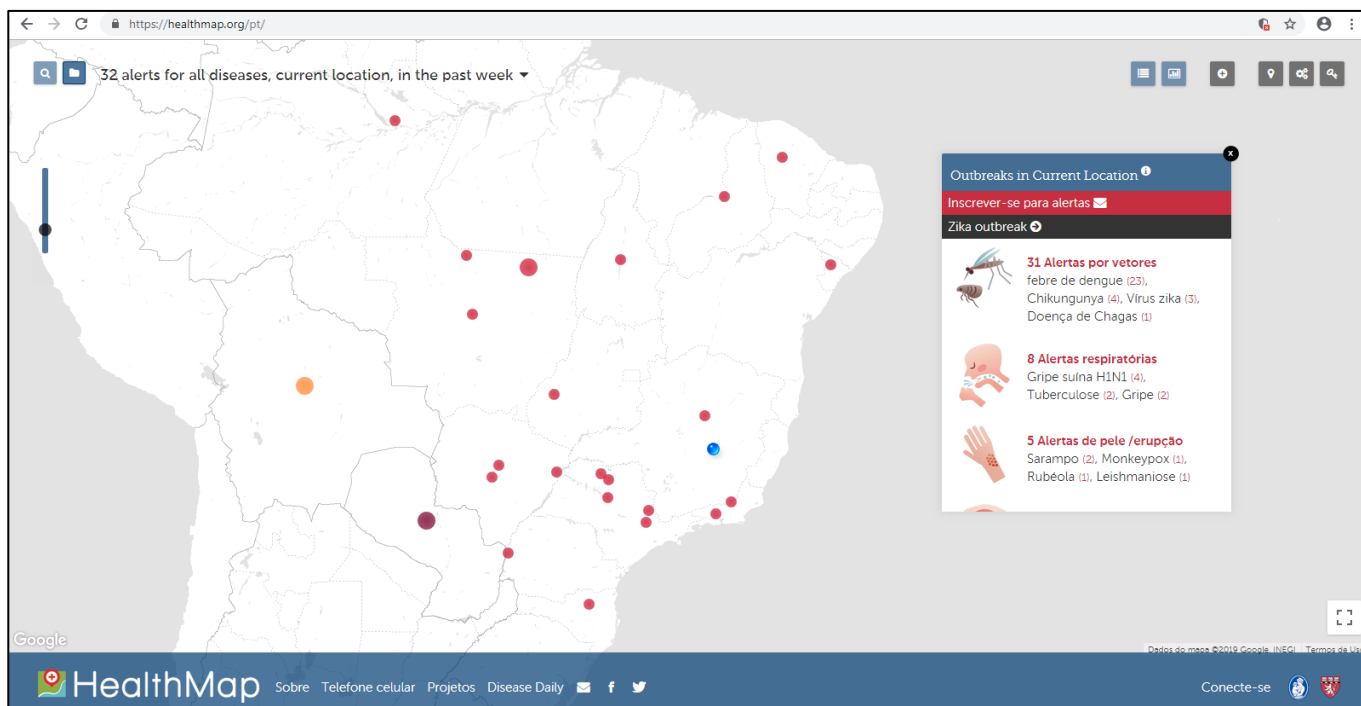 https://healthmap.org/pt/
32 alerts for all diseases, current location, in the past week
Outbreaks in Current Location
Inscrever-se para alertas
Zika outbreak
31 Alertas por vetores
febre de dengue (23),
Chikungunya (4), Vírus zika (3),
Doença de Chagas (1)
8 Alertas respiratórias
Gripe suína H1N1 (4),
Tuberculose (2), Gripe (2)
5 Alertas de pele /erupção
Sarampo (2), Monkeypox (1),
Rubéola (1), Leishmaniose (1)
Google
Dados do mapa ©2019 Google, INEGI Termos de Us
HealthMap Sobre Telefone celular Projetos Disease Daily f Conecte-se